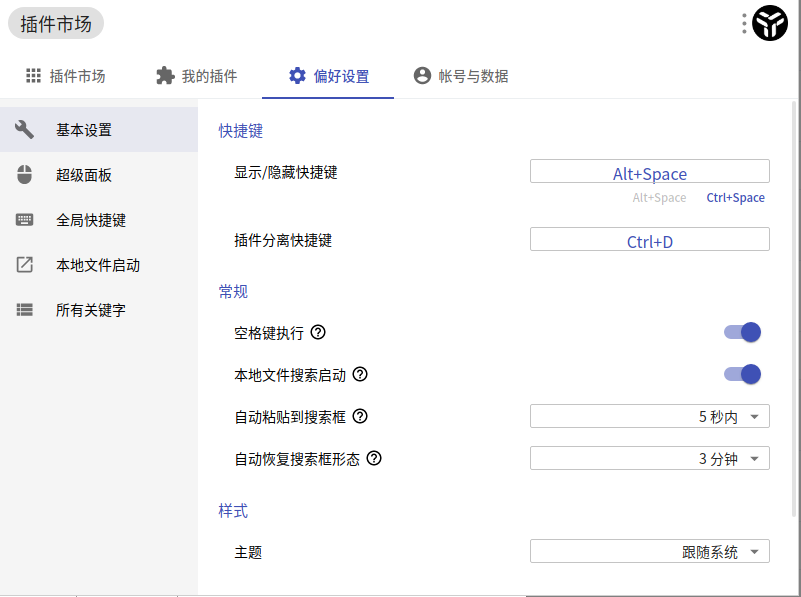 插件市场
插件市场
我的插件
偏好设置
帐号与数据
基本设置
超级面板
全局快捷键
本地文件启动
所有关键字
快捷键
显示/隐藏快捷键
Alt+Space
Alt+Space Ctrl+Space
插件分离快捷键
Ctrl+D
常规
空格键执行
本地文件搜索启动
自动粘贴到搜索框
5 秒内
自动恢复搜索框形态
3 分钟
样式
主题
跟随系统